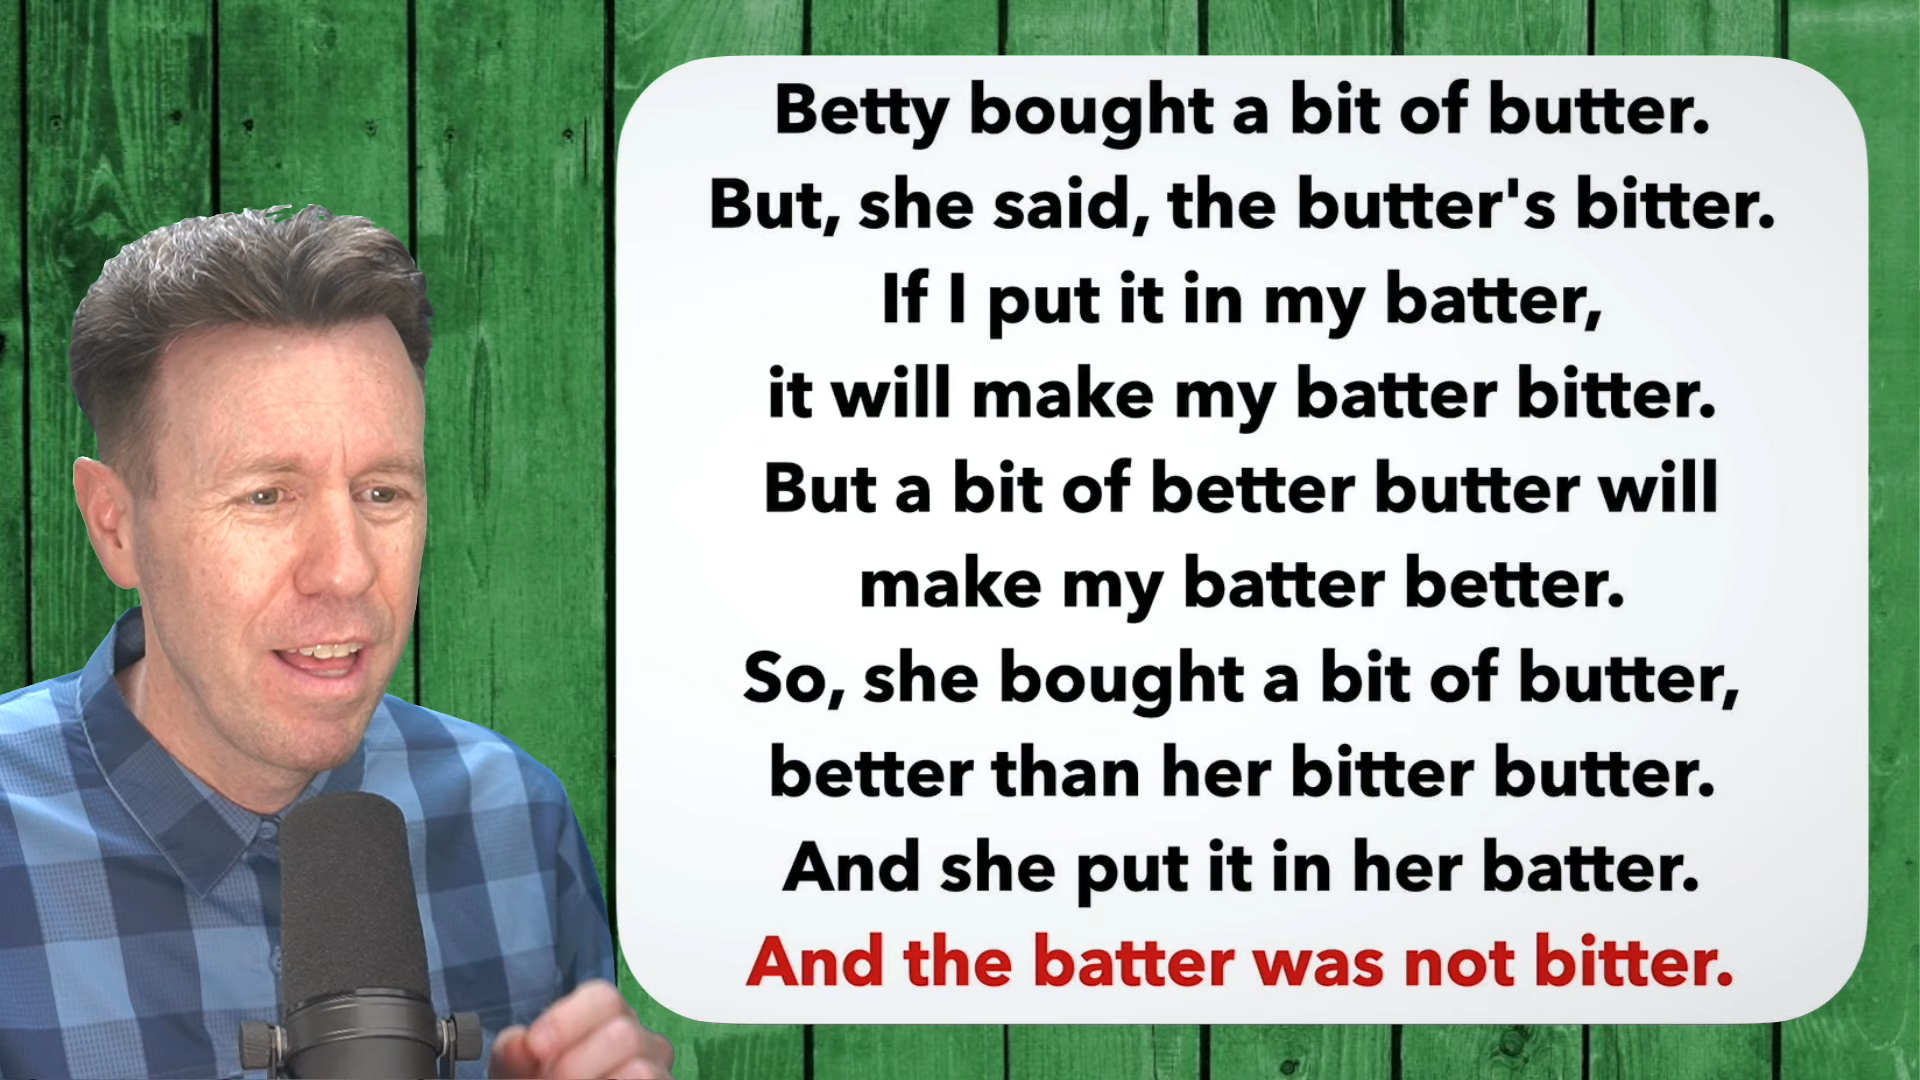 Betty bought a bit of butter.
But, she said, the butter's bitter.
If I put it in my batter,
it will make my batter bitter.
But a bit of better butter will
make my batter better.
So, she bought a bit of butter,
better than her bitter butter.
And she put it in her batter.
And the batter was not bitter.